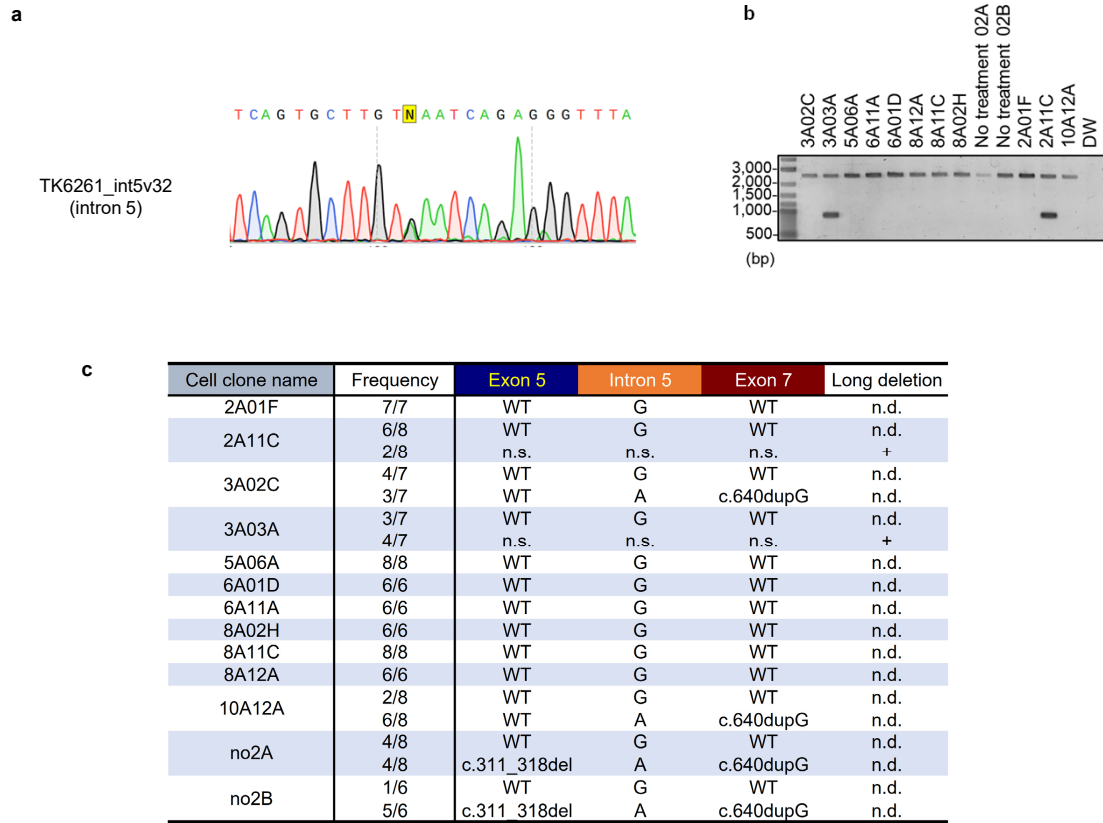 a
TCAGTGCTTGTNAATCAGAGGGTTTA
TK6261_int5v32
(intron 5)
b
3A02C
3A03A
5A06A
6A11A
6A01D
8A12A
8A11C
8A02H
No treatment 02A
No treatment 02B
2A01F
2A11C
10A12A
DW
3,000
2,000
1,500
1,000
500
(bp)
c
Cell clone name Frequency Exon 5 Intron 5 Exon 7 Long deletion
2A01F 7/7 WT G WT n.d.
2A11C 6/8 WT G WT n.d.
2/8 n.s. n.s. n.s. +
3A02C 4/7 WT G WT n.d.
3/7 WT A c.640dupG n.d.
3A03A 3/7 WT G WT n.d.
4/7 n.s. n.s. n.s. +
5A06A 8/8 WT G WT n.d.
6A01D 6/6 WT G WT n.d.
6A11A 6/6 WT G WT n.d.
8A02H 6/6 WT G WT n.d.
8A11C 8/8 WT G WT n.d.
8A12A 6/6 WT G WT n.d.
10A12A 2/8 WT G WT n.d.
6/8 WT A c.640dupG n.d.
no2A 4/8 WT G WT n.d.
4/8 c.311_318del A c.640dupG n.d.
no2B 1/6 WT G WT n.d.
5/6 c.311_318del A c.640dupG n.d.